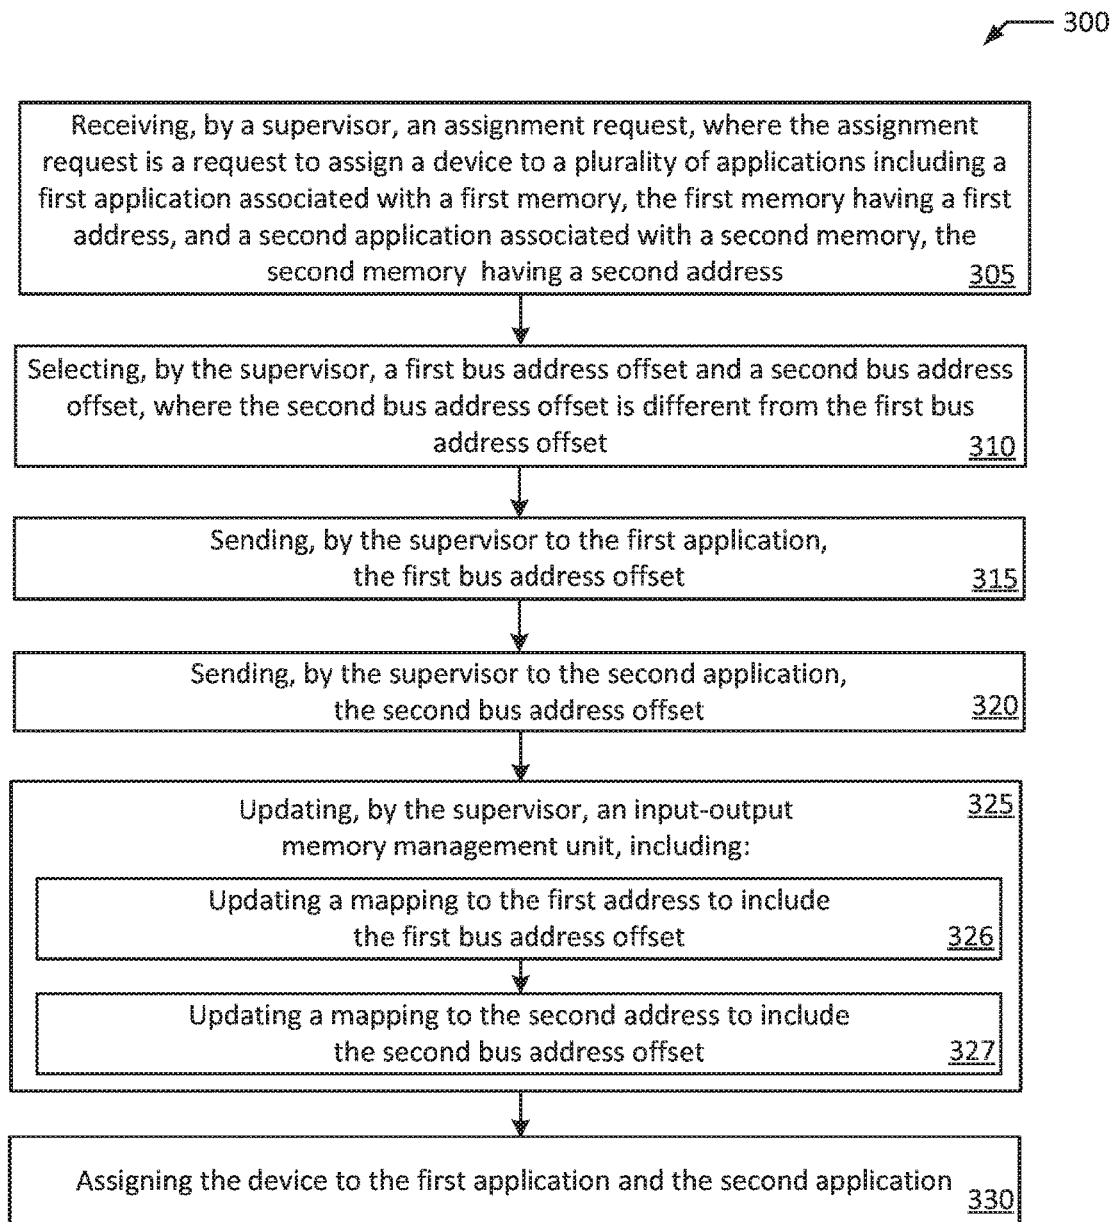 300
Receiving, by a supervisor, an assignment request, where the assignment
request is a request to assign a device to a plurality of applications including a
first application associated with a first memory, the first memory having a first
address, and a second application associated with a second memory, the
second memory having a second address
305
Selecting, by the supervisor, a first bus address offset and a second bus address
offset, where the second bus address offset is different from the first bus
address offset
310
Sending, by the supervisor to the first application,
the first bus address offset
315
Sending, by the supervisor to the second application,
the second bus address offset
320
Updating, by the supervisor, an input-output
memory management unit, including:
325
Updating a mapping to the first address to include
the first bus address offset
326
Updating a mapping to the second address to include
the second bus address offset
327
Assigning the device to the first application and the second application
330